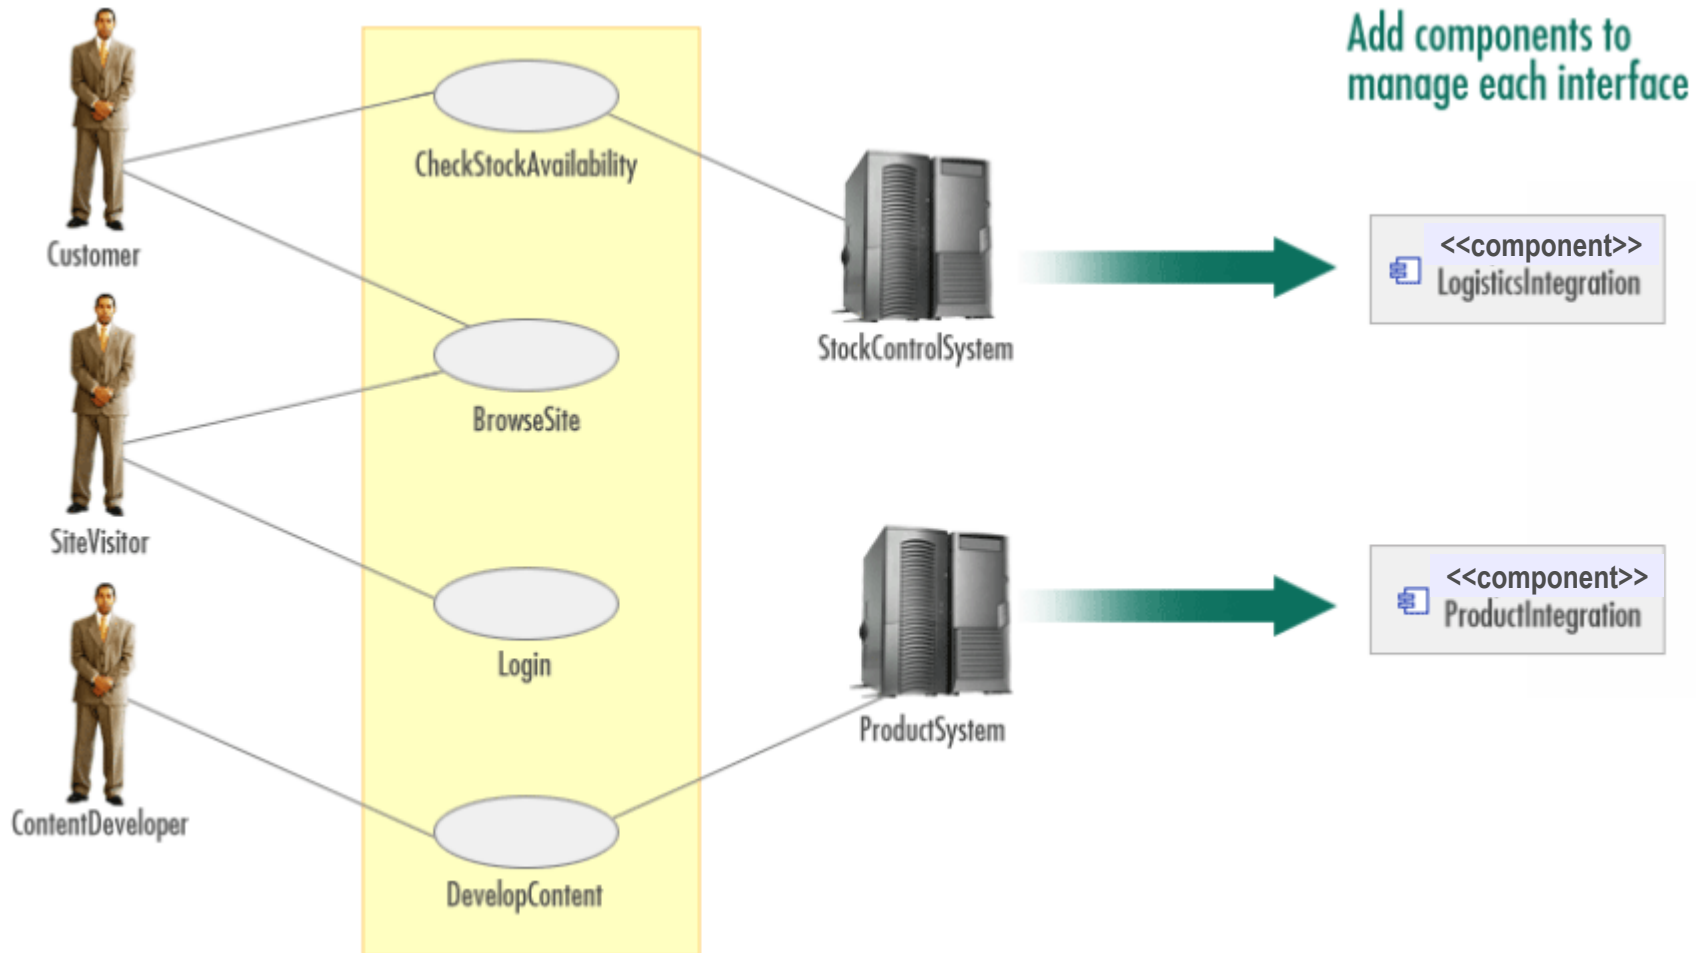 Add components to
manage each interface
CheckStockAvailability
Customer
<<component>>
LogisticsIntegration
StockControlSystem
BrowseSite
SiteVisitor
<<component>>
ProductIntegration
Login
ProductSystem
ContentDeveloper
DevelopContent